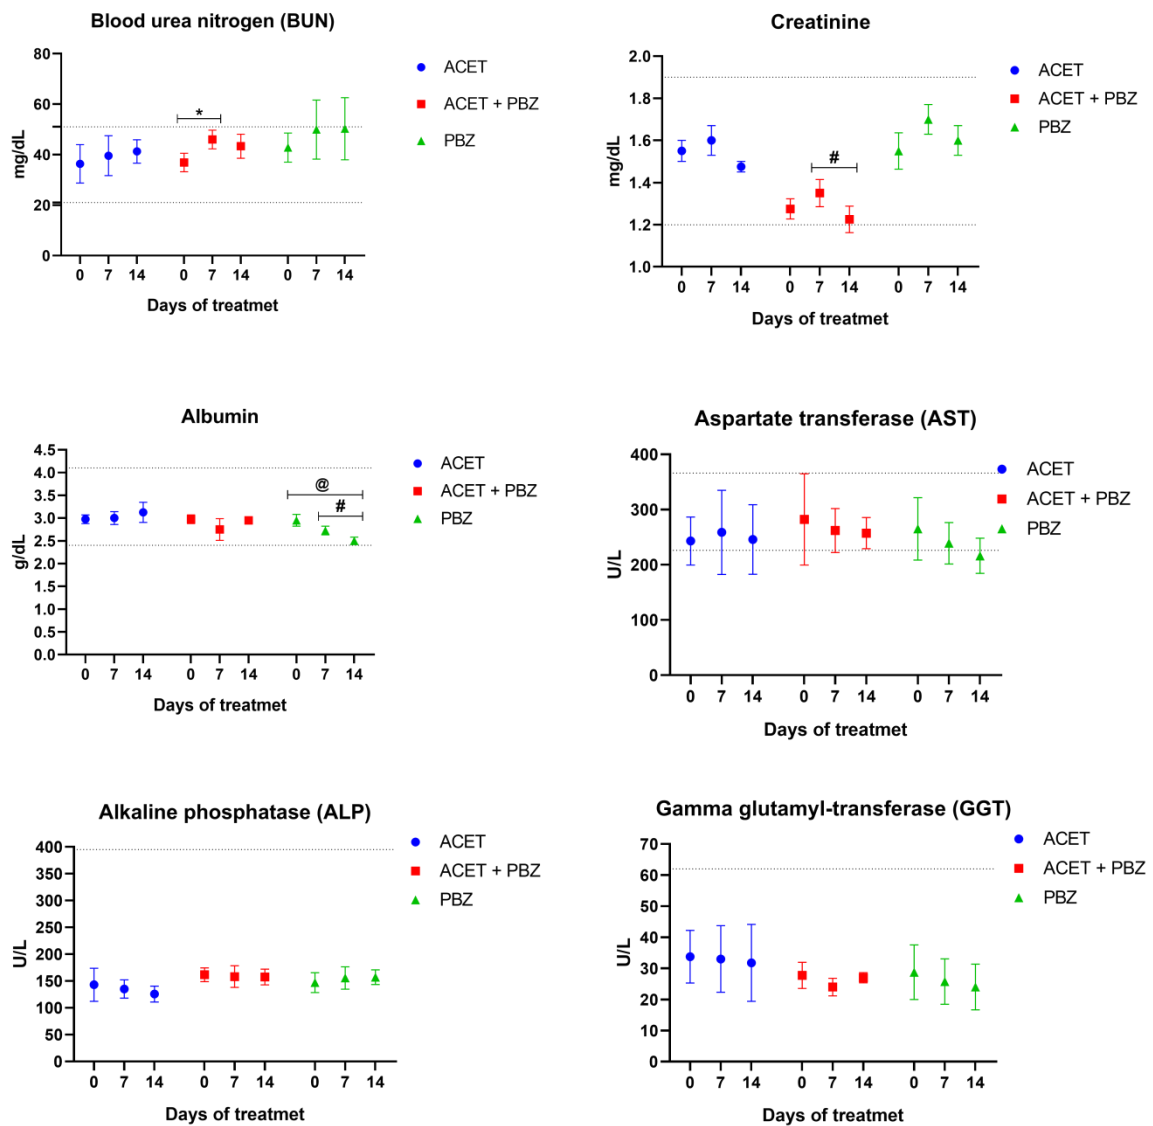 Blood urea nitrogen (BUN)
80
60
40
20
0
mg/dL
*
0 7 14 0 7 14 0 7 14
Days of treatmet
ACET
ACET + PBZ
PBZ
Creatinine
2.0
1.8
1.6
1.4
1.2
1.0
mg/dL
#
0 7 14 0 7 14 0 7 14
Days of treatmet
ACET
ACET + PBZ
PBZ
Albumin
4.5
4.0
3.5
3.0
2.5
2.0
1.5
1.0
0.5
0.0
g/dL
@
#
0 7 14 0 7 14 0 7 14
Days of treatmet
ACET
ACET + PBZ
PBZ
Aspartate transferase (AST)
400
300
200
100
0
U/L
0 7 14 0 7 14 0 7 14
Days of treatmet
ACET
ACET + PBZ
PBZ
Alkaline phosphatase (ALP)
400
350
300
250
200
150
100
50
0
U/L
0 7 14 0 7 14 0 7 14
Days of treatmet
ACET
ACET + PBZ
PBZ
Gamma glutamyl-transferase (GGT)
70
60
50
40
30
20
10
0
U/L
0 7 14 0 7 14 0 7 14
Days of treatmet
ACET
ACET + PBZ
PBZ